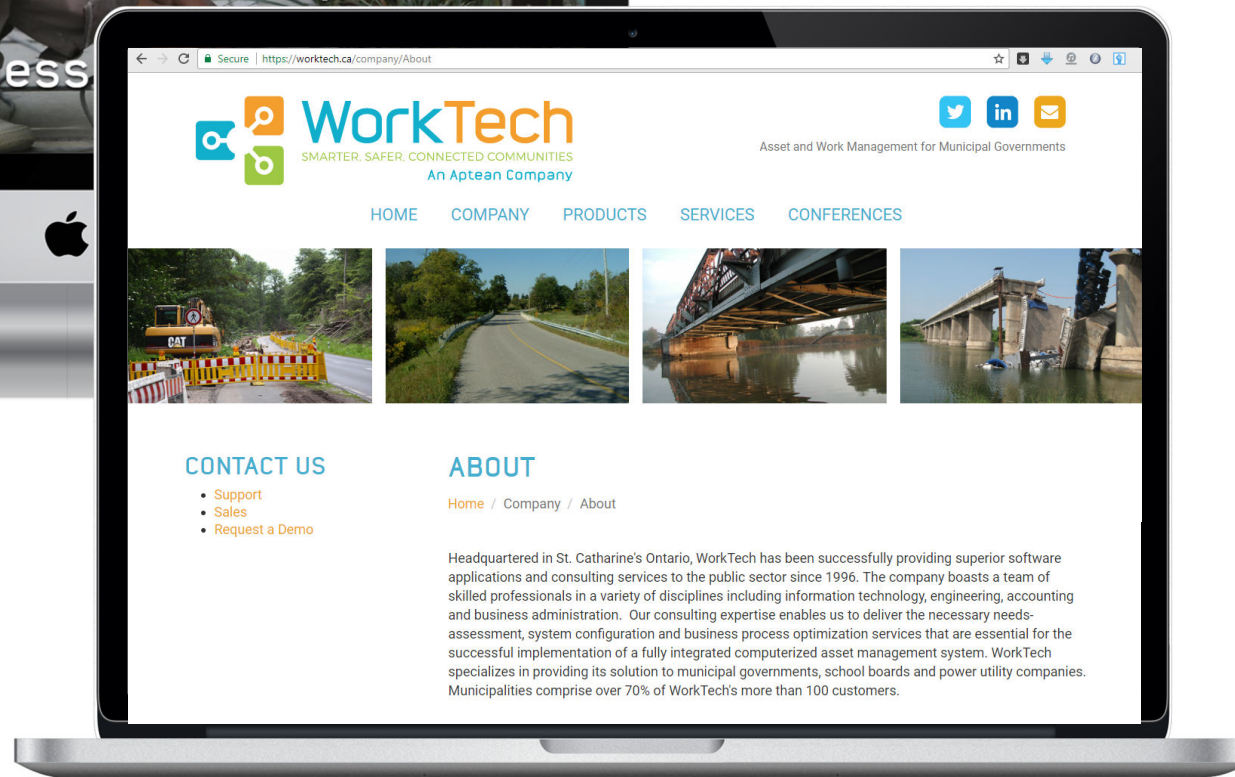 ess
Secure | https://worktech.ca/company/About
WorkTech
SMARTER. SAFER. CONNECTED COMMUNITIES
An Aptean Company
in
Asset and Work Management for Municipal Governments
HOME COMPANY PRODUCTS SERVICES CONFERENCES
CAT
CONTACT US
• Support
• Sales
• Request a Demo
ABOUT
Home / Company / About
Headquartered in St. Catharine's Ontario, WorkTech has been successfully providing superior software
applications and consulting services to the public sector since 1996. The company boasts a team of
skilled professionals in a variety of disciplines including information technology, engineering, accounting
and business administration.  Our consulting expertise enables us to deliver the necessary needs-
assessment, system configuration and business process optimization services that are essential for the
successful implementation of a fully integrated computerized asset management system. WorkTech
specializes in providing its solution to municipal governments, school boards and power utility companies.
Municipalities comprise over 70% of WorkTech's more than 100 customers.